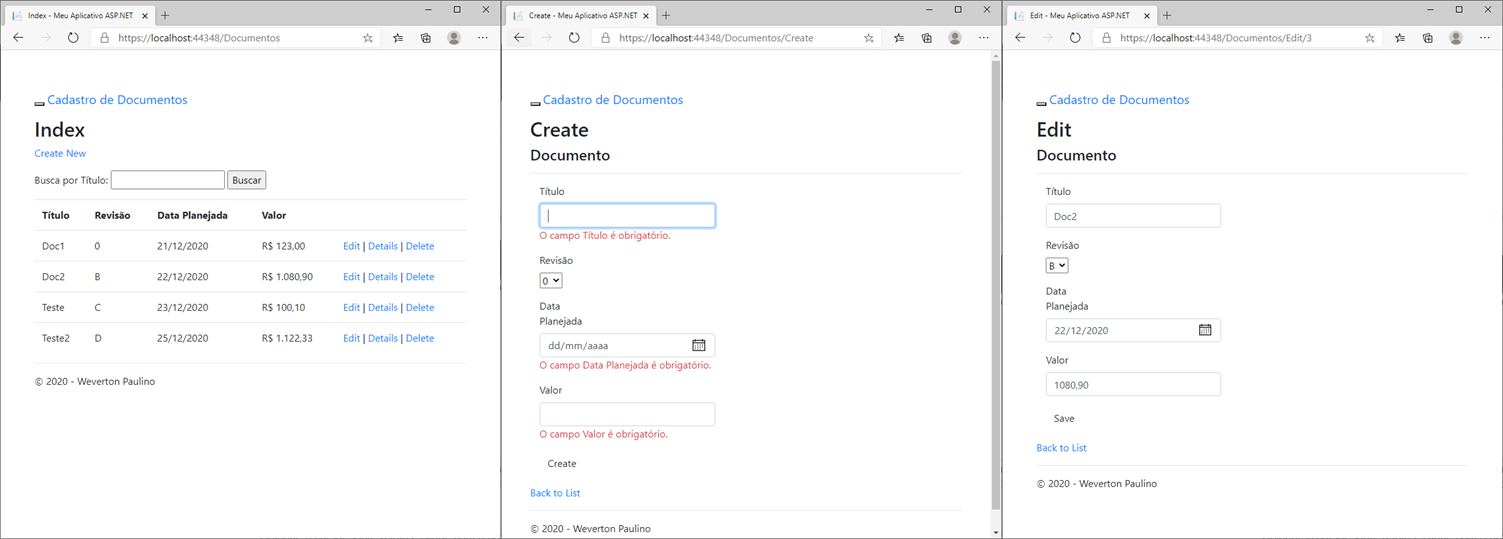 Index - Meu Aplicativo ASP.NET
https://localhost:44348/Documentos
Cadastro de Documentos
Index
Create New
Busca por Título: Buscar
Título Revisão Data Planejada Valor
Doc1 0 21/12/2020 R$ 123,00 Edit | Details | Delete
Doc2 B 22/12/2020 R$ 1.080,90 Edit | Details | Delete
Teste C 23/12/2020 R$ 100,10 Edit | Details | Delete
Teste2 D 25/12/2020 R$ 1.122,33 Edit | Details | Delete
© 2020 - Weverton Paulino
Create - Meu Aplicativo ASP.NET
https://localhost:44348/Documentos/Create
Cadastro de Documentos
Create
Documento
Título
O campo Título é obrigatório.
Revisão
0
Data
Planejada
dd/mm/aaaa
O campo Data Planejada é obrigatório.
Valor
O campo Valor é obrigatório.
Create
Back to List
© 2020 - Weverton Paulino
Edit - Meu Aplicativo ASP.NET
https://localhost:44348/Documentos/Edit/3
Cadastro de Documentos
Edit
Documento
Título
Doc2
Revisão
B
Data
Planejada
22/12/2020
Valor
1080,90
Save
Back to List
© 2020 - Weverton Paulino